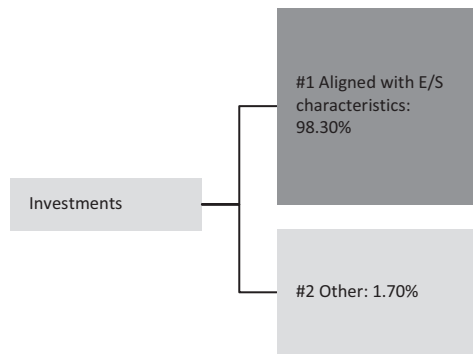 #1 Aligned with E/S
characteristics:
98.30%
Investments
#2 Other: 1.70%